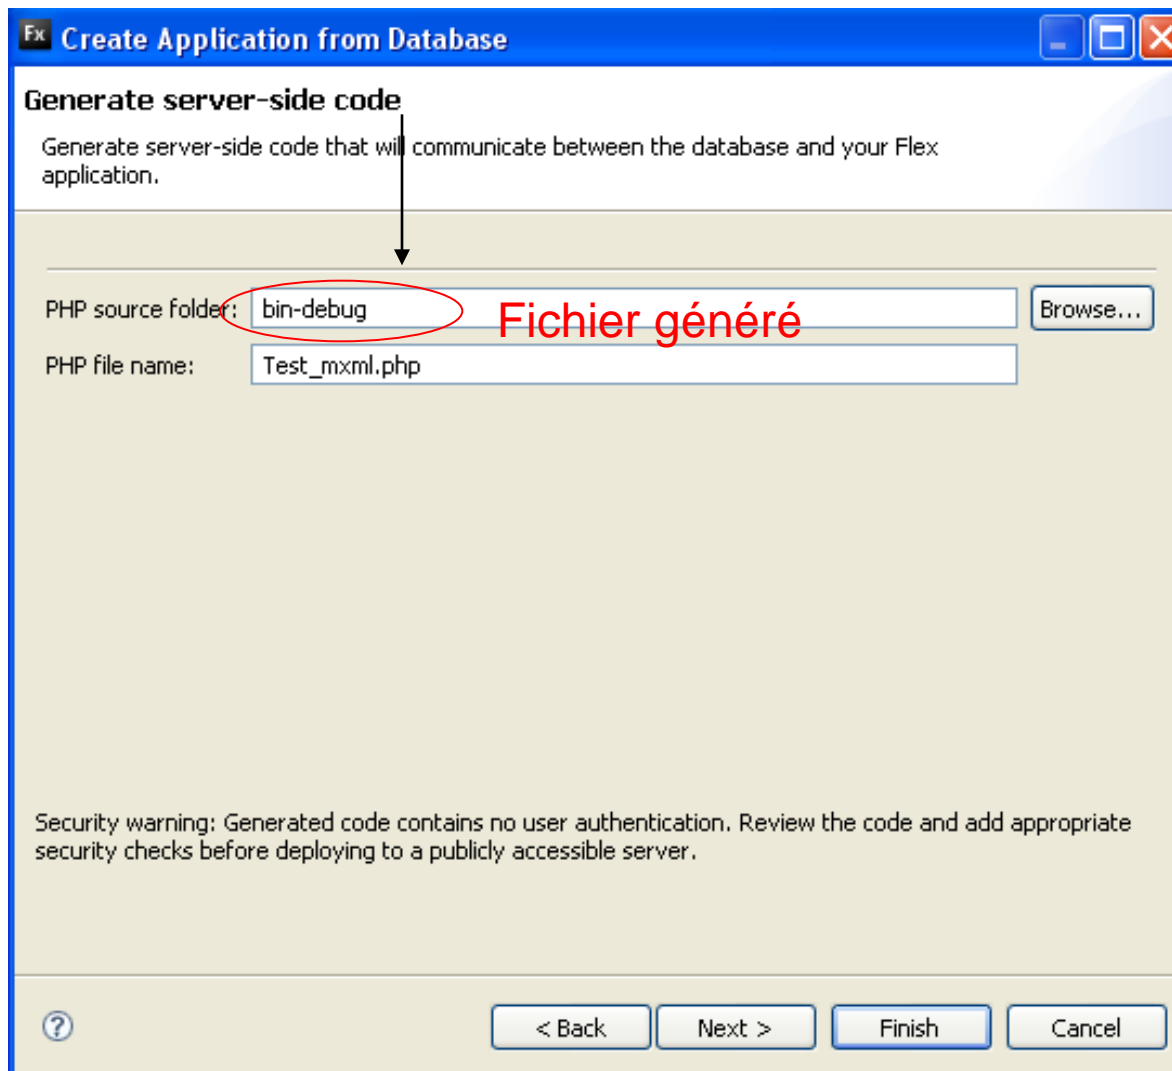 Fx Create Application from Database
Generate server-side code
Generate server-side code that will communicate between the database and your Flex
application.
PHP source folder: bin-debug Fichier généré Browse...
PHP file name: Test_mxml.php
Security warning: Generated code contains no user authentication. Review the code and add appropriate
security checks before deploying to a publicly accessible server.
? < Back Next > Finish Cancel